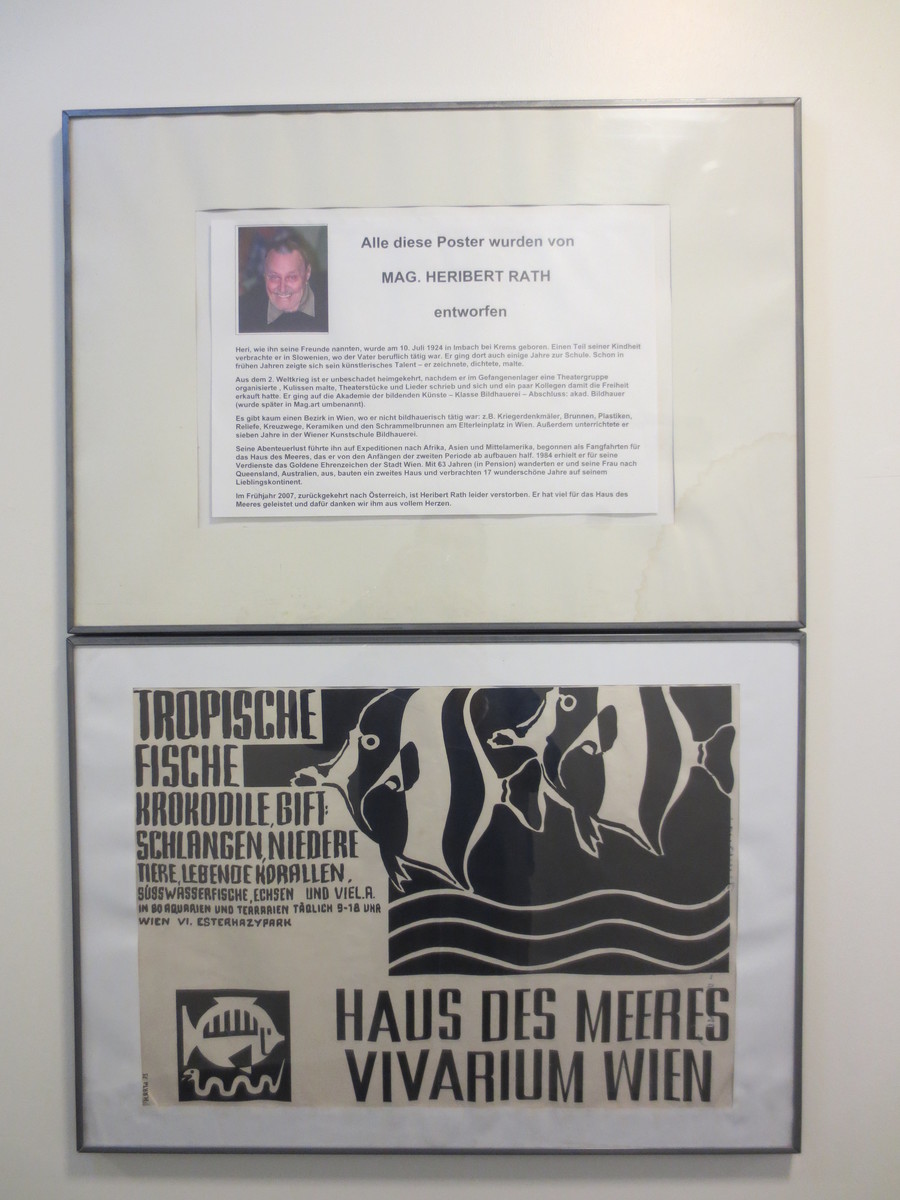 Alle diese Poster wurden von
MAG. HERIBERT RATH
entworfen
Heri, wie ihn seine Freunde nannten, wurde am 10. Juli 1924 in Imbach bei Krems geboren. Einen Teil seiner Kindheit
verbrachte er in Slowenien, wo der Vater beruflich tätig war. Er ging dort auch einige Jahre zur Schule. Schon in
frühen Jahren zeigte sich sein künstlerisches Talent – er zeichnete, dichtete, malte.
Aus dem 2. Weltkrieg ist er unbeschadet heimgekehrt, nachdem er im Gefangenenlager eine Theatergruppe
organisierte , Kulissen malte, Theaterstücke und Lieder schrieb und sich und ein paar Kollegen damit die Freiheit
erkauft hatte. Er ging auf die Akademie der bildenden Künste – Klasse Bildhauerei – Abschluss: akad. Bildhauer
(wurde später in Mag.art umbenannt).
Es gibt kaum einen Bezirk in Wien, wo er nicht bildhauerisch tätig war: z.B. Kriegerdenkmäler, Brunnen, Plastiken,
Reliefe, Kreuzwege, Keramiken und den Schrammelbrunnen am Elterleinplatz in Wien. Außerdem unterrichtete er
sieben Jahre in der Wiener Kunstschule Bildhauerei.
Seine Abenteuerlust führte ihn auf Expeditionen nach Afrika, Asien und Mittelamerika, begonnen als Fangfahrten für
das Haus des Meeres, das er von den Anfängen der zweiten Periode ab aufbauen half. 1984 erhielt er für seine
Verdienste das Goldene Ehrenzeichen der Stadt Wien. Mit 63 Jahren (in Pension) wanderten er und seine Frau nach
Queensland, Australien, aus, bauten ein zweites Haus und verbrachten 17 wunderschöne Jahre auf seinem
Lieblingskontinent.
Im Frühjahr 2007, zurückgekehrt nach Österreich, ist Heribert Rath leider verstorben. Er hat viel für das Haus des
Meeres geleistet und dafür danken wir ihm aus vollem Herzen.
TROPISCHE
FISCHE
KROKODILE, GIFT-
SCHLANGEN, NIEDERE
TIERE, LEBENDE KORALLEN,
SÜSSWASSERFISCHE, ECHSEN UND VIEL.A.
IN 80 AQUARIEN UND TERRARIEN TÄGLICH 9-18 UHR
WIEN VI. ESTERHAZYPARK
HAUS DES MEERES
VIVARIUM WIEN